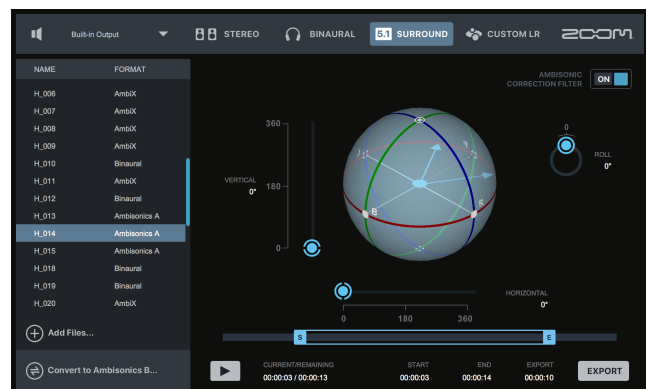 Built-in Output
STEREO
BINAURAL
5.1 SURROUND
CUSTOM LR
ZOOM
NAME FORMAT
H_006 AmbiX
H_007 AmbiX
H_008 AmbiX
H_009 AmbiX
H_010 Binaural
H_011 AmbiX
H_012 Binaural
H_013 Ambisonics A
H_014 Ambisonics A
H_015 Ambisonics A
H_018 Binaural
H_019 Binaural
H_020 AmbiX
Add Files...
Convert to Ambisonics B...
AMBISONIC
CORRECTION FILTER
ON
360
VERTICAL
0°
180
0
0
ROLL
0°
HORIZONTAL
0°
0 180 360
S E
CURRENT/REMAINING START END EXPORT
00:00:03 / 00:00:13 00:00:03 00:00:14 00:00:10
EXPORT